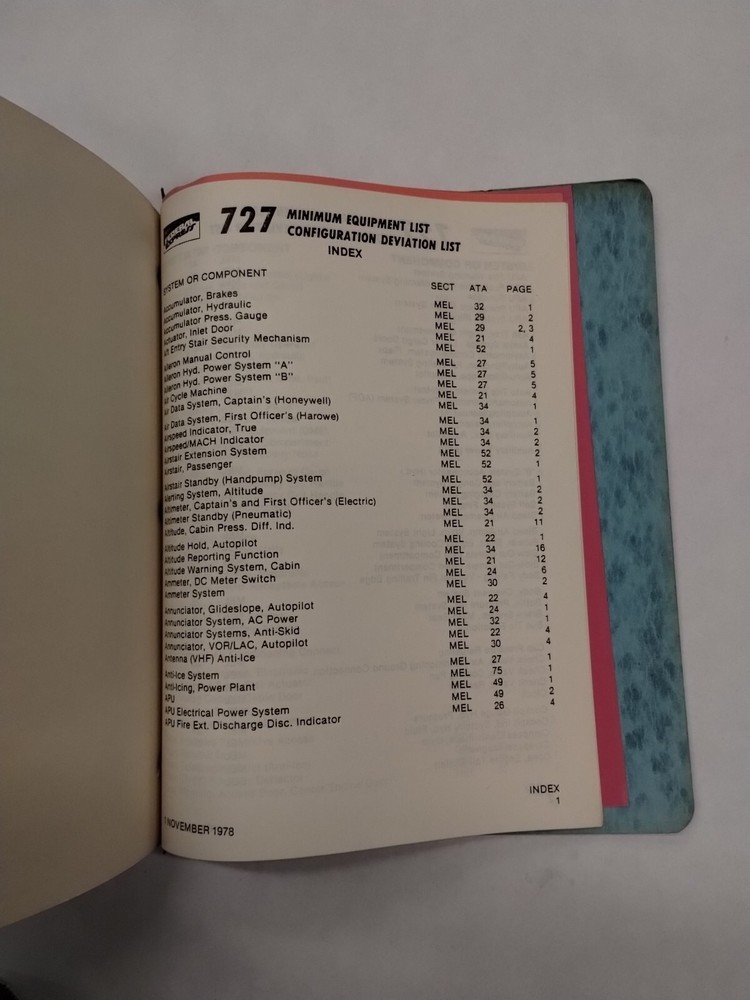 727 MINIMUM EQUIPMENT LIST
CONFIGURATION DEVIATION LIST
INDEX
SYSTEM OR COMPONENT SECT ATA PAGE
Accumulator, Brakes MEL 32 1
Accumulator, Hydraulic MEL 29 2
Accumulator Press. Gauge MEL 29 2, 3
Actuator, Inlet Door MEL 21 4
Aft Entry Stair Security Mechanism MEL 52 1
Aileron Manual Control MEL 27 5
Aileron Hyd. Power System "A" MEL 27 5
Aileron Hyd. Power System "B" MEL 27 5
Air Cycle Machine MEL 21 4
Air Data System, Captain's (Honeywell) MEL 34 1
Air Data System, First Officer's (Harowe) MEL 34 1
Airspeed Indicator, True MEL 34 2
Airspeed/MACH Indicator MEL 34 2
Airstair Extension System MEL 52 2
Airstair, Passenger MEL 52 1
Airstair Standby (Handpump) System MEL 52 1
Alerting System, Altitude MEL 34 2
Altimeter, Captain's and First Officer's (Electric) MEL 34 2
Altimeter Standby (Pneumatic) MEL 34 2
Altitude, Cabin Press. Diff. Ind. MEL 21 11
Altitude Hold, Autopilot MEL 22 1
Altitude Reporting Function MEL 34 16
Altitude Warning System, Cabin MEL 21 12
Ammeter, DC Meter Switch MEL 24 6
Ammeter System MEL 30 2
Annunciator, Glideslope, Autopilot MEL 22 4
Annunciator System, AC Power MEL 24 1
Annunciator Systems, Anti-Skid MEL 32 1
Annunciator, VOR/LAC, Autopilot MEL 22 4
Antenna (VHF) Anti-Ice MEL 30 4
Anti-Ice System MEL 27 1
Anti-Icing, Power Plant MEL 75 1
APU MEL 49 1
APU Electrical Power System MEL 49 2
APU Fire Ext. Discharge Disc. Indicator MEL 26 4
INDEX
1
NOVEMBER 1978